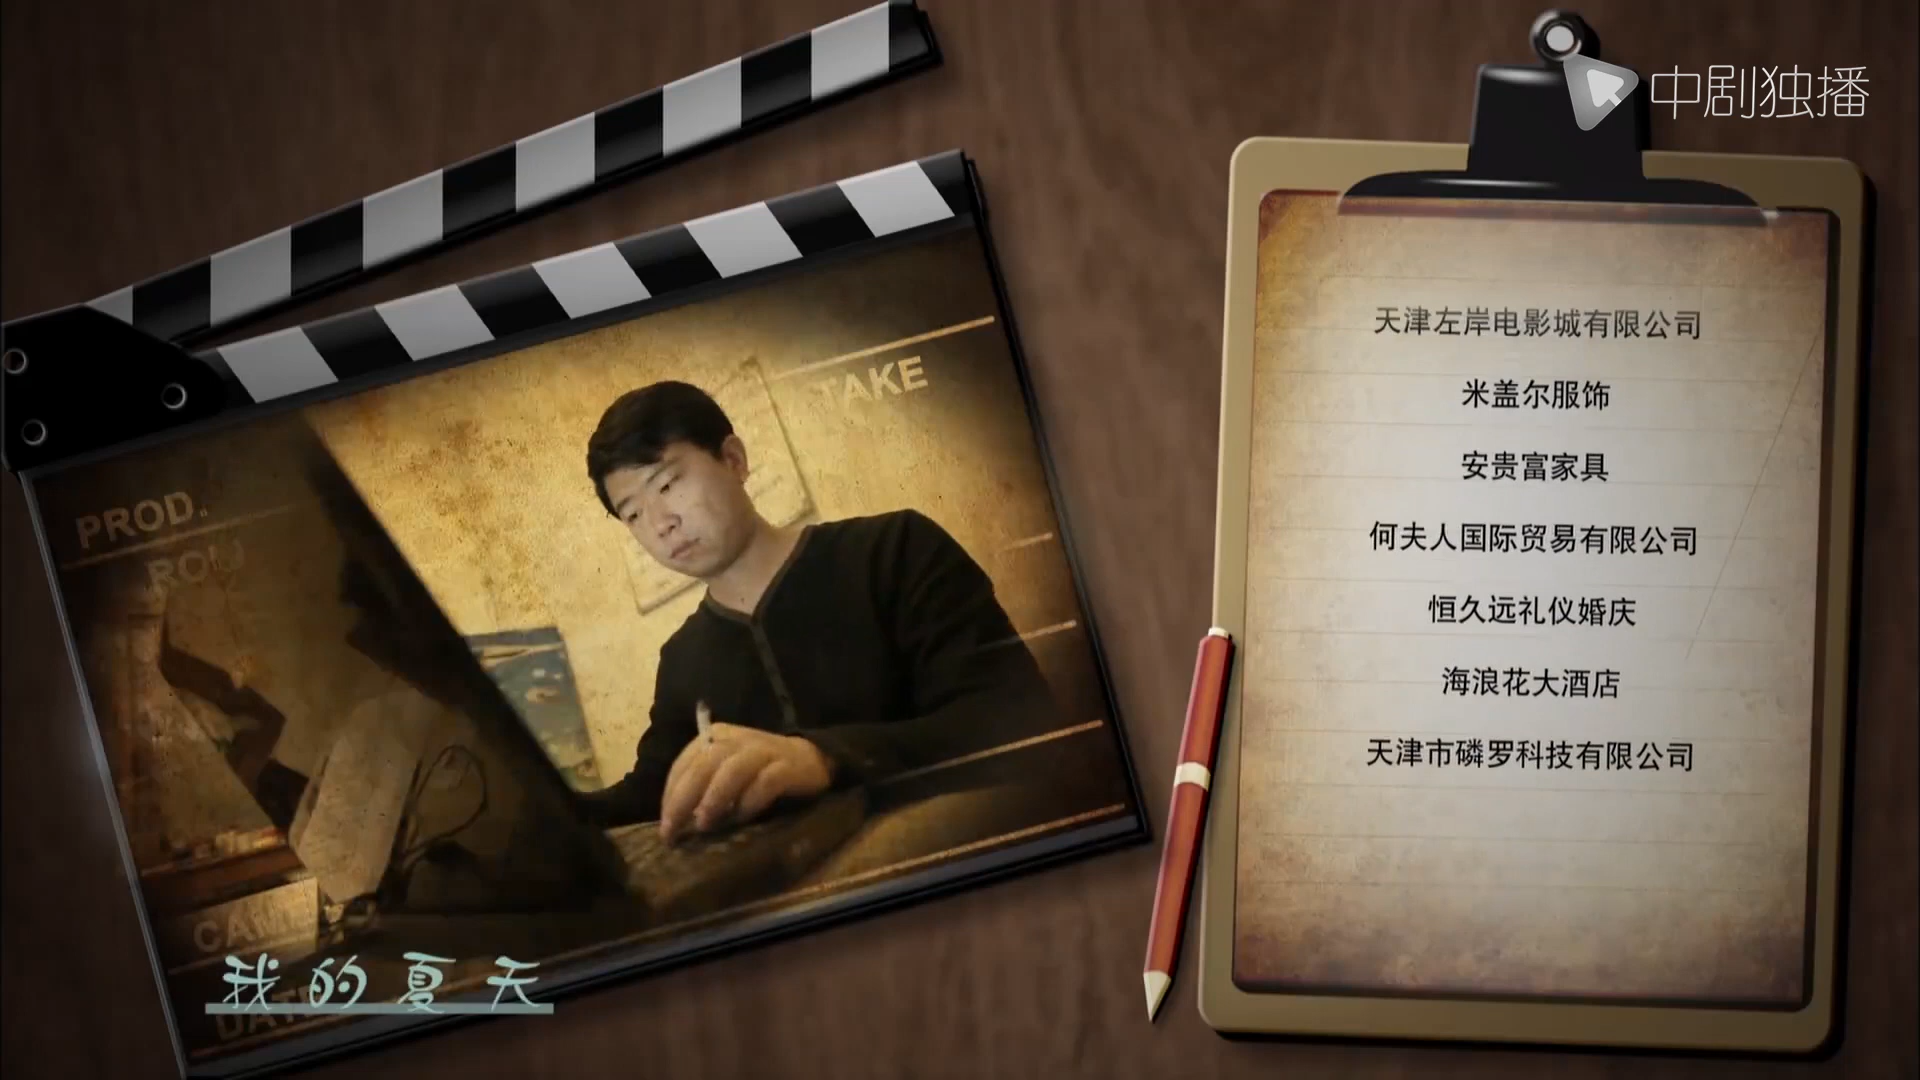 中剧独播
TAKE
PROD.
ROLL
天津左岸电影城有限公司
米盖尔服饰
安贵富家具
何夫人国际贸易有限公司
恒久远礼仪婚庆
海浪花大酒店
天津市磷罗科技有限公司
我的夏天
DATE